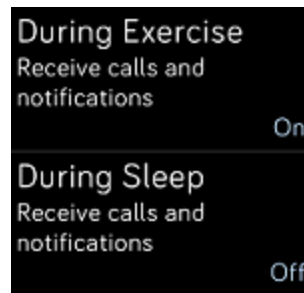 During Exercise
Receive calls and
notifications
On
During Sleep
Receive calls and
notifications
Off